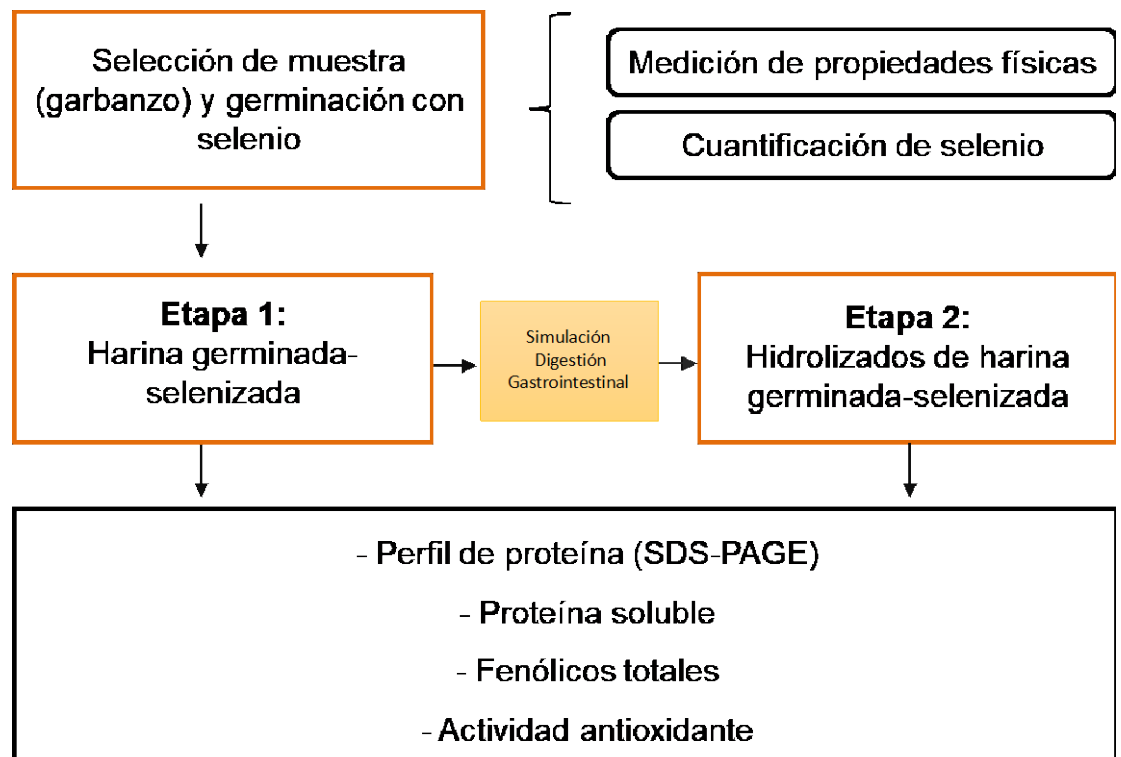 Selección de muestra
(garbanzo) y germinación con
selenio
Medición de propiedades físicas
Cuantificación de selenio
Etapa 1:
Harina germinada-
selenizada
Simulación
Digestión
Gastrointestinal
Etapa 2:
Hidrolizados de harina
germinada-selenizada
- Perfil de proteína (SDS-PAGE)
- Proteína soluble
- Fenólicos totales
- Actividad antioxidante